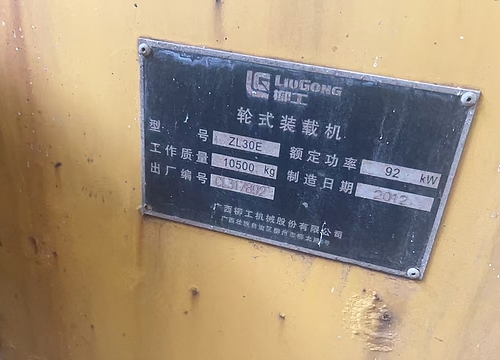 LIUGONG
柳工
轮式装载机
型号 ZL30E 额定功率 92 kW
工作质量 10500 kg 制造日期 2012
出厂编号 CL317892
广西柳工机械股份有限公司